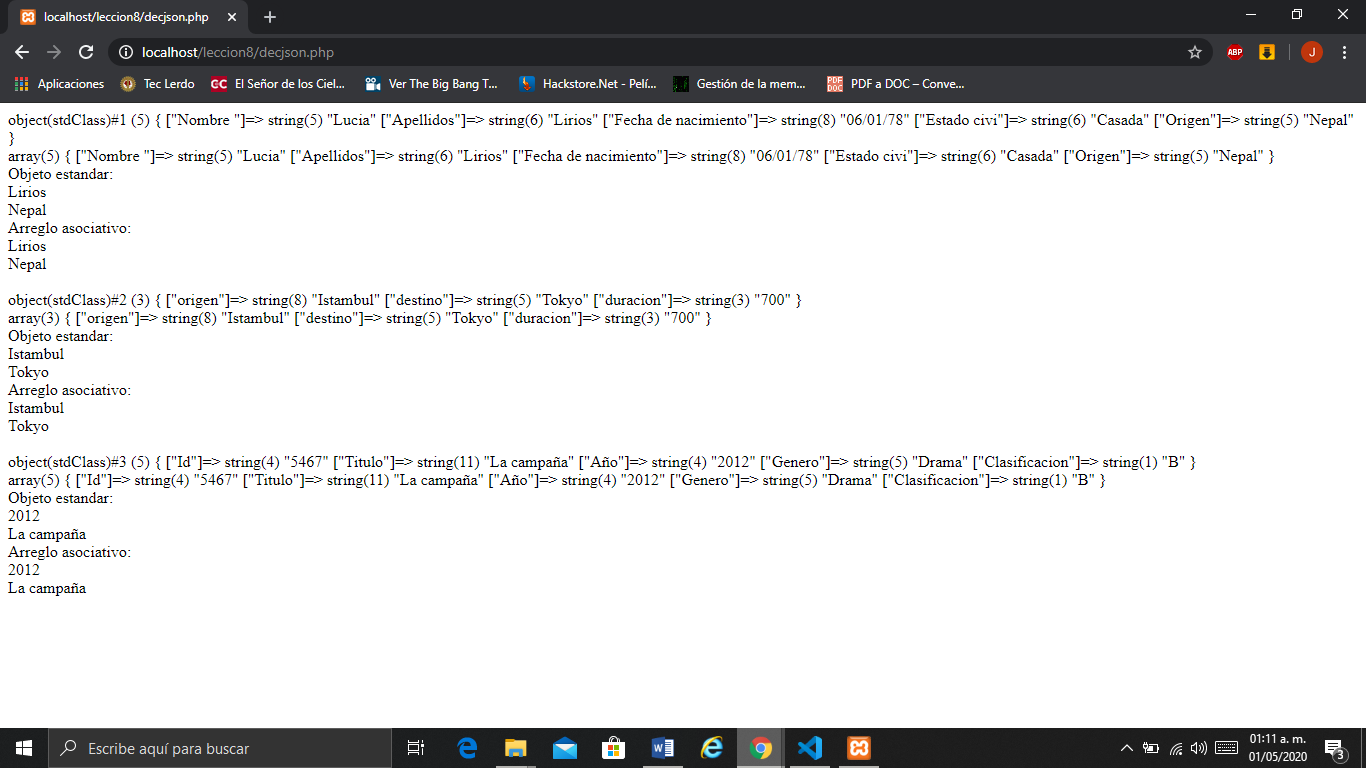 localhost/leccion8/decjson.php
localhost/leccion8/decjson.php
ABP
J
Aplicaciones
Tec Lerdo
CC El Señor de los Ciel...
Ver The Big Bang T...
Hackstore.Net - Pelí...
Gestión de la mem...
PDF DOC PDF a DOC – Conve...
object(stdClass)#1 (5) { ["Nombre "]=> string(5) "Lucia" ["Apellidos"]=> string(6) "Lirios" ["Fecha de nacimiento"]=> string(8) "06/01/78" ["Estado civi"]=> string(6) "Casada" ["Origen"]=> string(5) "Nepal"
}
array(5) { ["Nombre "]=> string(5) "Lucia" ["Apellidos"]=> string(6) "Lirios" ["Fecha de nacimiento"]=> string(8) "06/01/78" ["Estado civi"]=> string(6) "Casada" ["Origen"]=> string(5) "Nepal" }
Objeto estandar:
Lirios
Nepal
Arreglo asociativo:
Lirios
Nepal
object(stdClass)#2 (3) { ["origen"]=> string(8) "Istambul" ["destino"]=> string(5) "Tokyo" ["duracion"]=> string(3) "700" }
array(3) { ["origen"]=> string(8) "Istambul" ["destino"]=> string(5) "Tokyo" ["duracion"]=> string(3) "700" }
Objeto estandar:
Istambul
Tokyo
Arreglo asociativo:
Istambul
Tokyo
object(stdClass)#3 (5) { ["Id"]=> string(4) "5467" ["Titulo"]=> string(11) "La campaña" ["Año"]=> string(4) "2012" ["Genero"]=> string(5) "Drama" ["Clasificacion"]=> string(1) "B" }
array(5) { ["Id"]=> string(4) "5467" ["Titulo"]=> string(11) "La campaña" ["Año"]=> string(4) "2012" ["Genero"]=> string(5) "Drama" ["Clasificacion"]=> string(1) "B" }
Objeto estandar:
2012
La campaña
Arreglo asociativo:
2012
La campaña
Escribe aquí para buscar
01:11 a. m.
01/05/2020
3